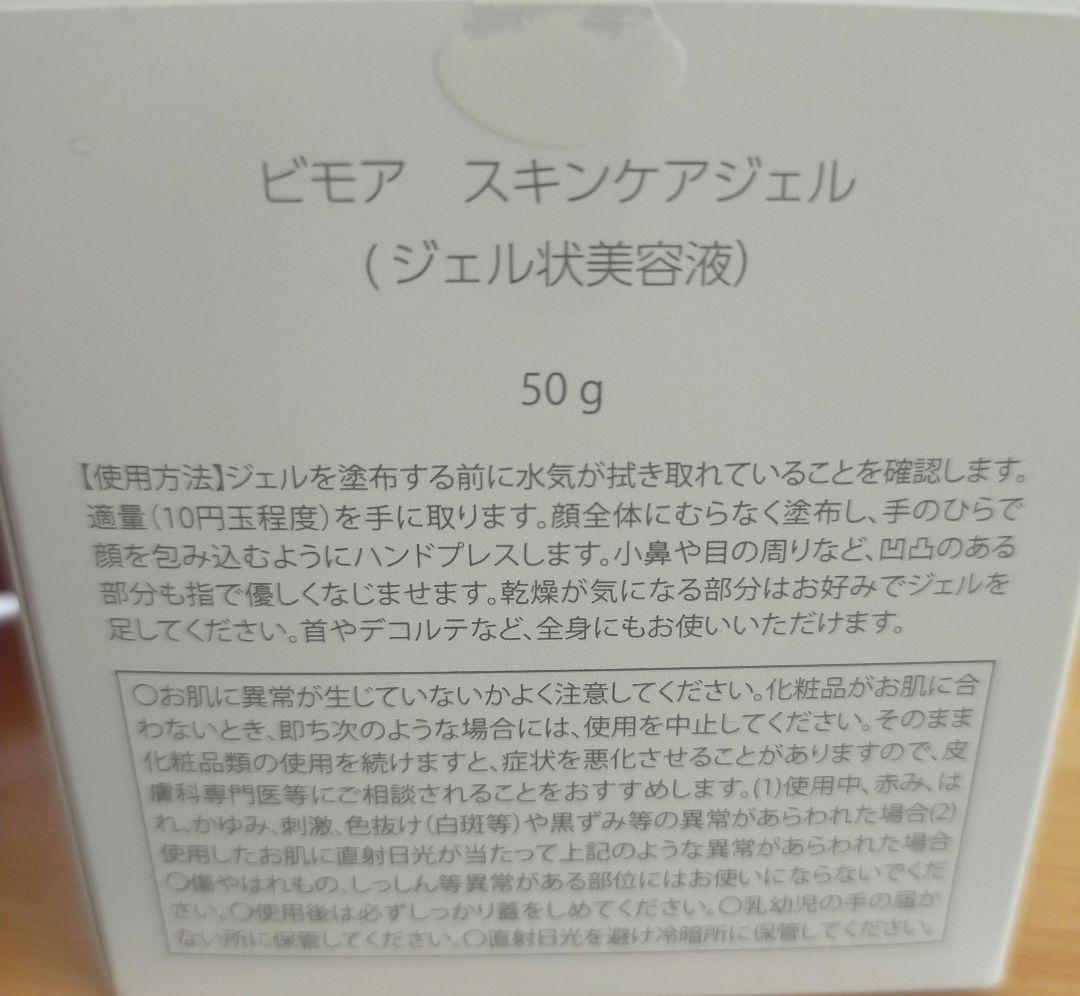 ビモア　スキンケアジェル
(ジェル状美容液)
50 g
【使用方法】ジェルを塗布する前に水気が拭き取れていることを確認します。
適量(10円玉程度)を手に取ります。顔全体にむらなく塗布し、手のひらで
顔を包み込むようにハンドプレスします。小鼻や目の周りなど、凹凸のある
部分も指で優しくなじませます。乾燥が気になる部分はお好みでジェルを
足してください。首やデコルテなど、全身にもお使いいただけます。
○お肌に異常が生じていないかよく注意してください。化粧品がお肌に合
わないとき、即ち次のような場合には、使用を中止してください。そのまま
化粧品類の使用を続けますと、症状を悪化させることがありますので、皮
膚科専門医等にご相談されることをおすすめします。(1)使用中、赤み、は
れ、かゆみ、刺激、色抜け(白斑等)や黒ずみ等の異常があらわれた場合(2)
使用したお肌に直射日光が当たって上記のような異常があらわれた場合
○傷やはれもの、しっしん等異常がある部位にはお使いにならないでくだ
さい。○使用後は必ずしっかり蓋をしめてください。○乳幼児の手の届か
ない所に保管してください。○直射日光を避け冷暗所に保管してください。